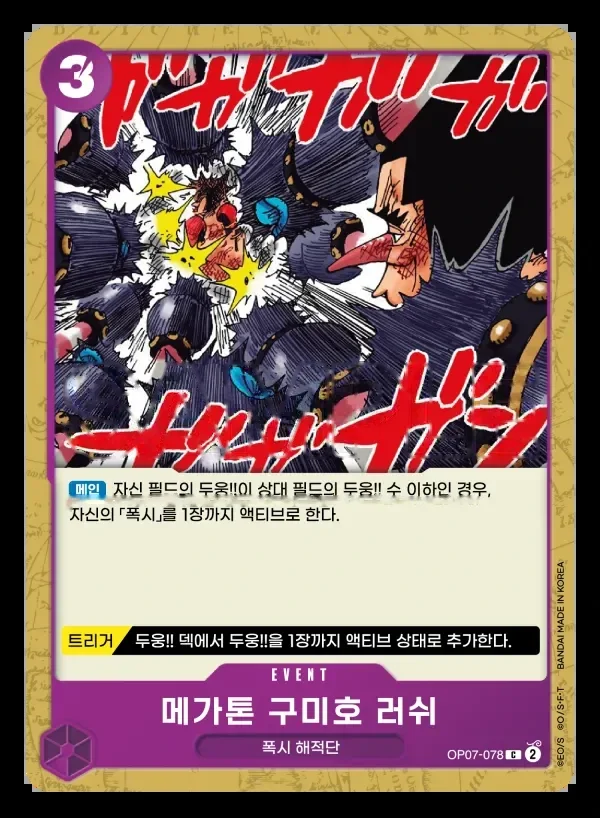 3
메인 자신 필드의 두웅!!이 상대 필드의 두웅!! 수 이하인 경우,
자신의 「폭시」를 1장까지 액티브로 한다.
트리거 두웅!! 덱에서 두웅!!을 1장까지 액티브 상태로 추가한다.
EVENT
메가톤 구미호 러쉬
폭시 해적단
OP07-078 C 2
©E.O/S ©O/S・F・T BANDAI MADE IN KOREA